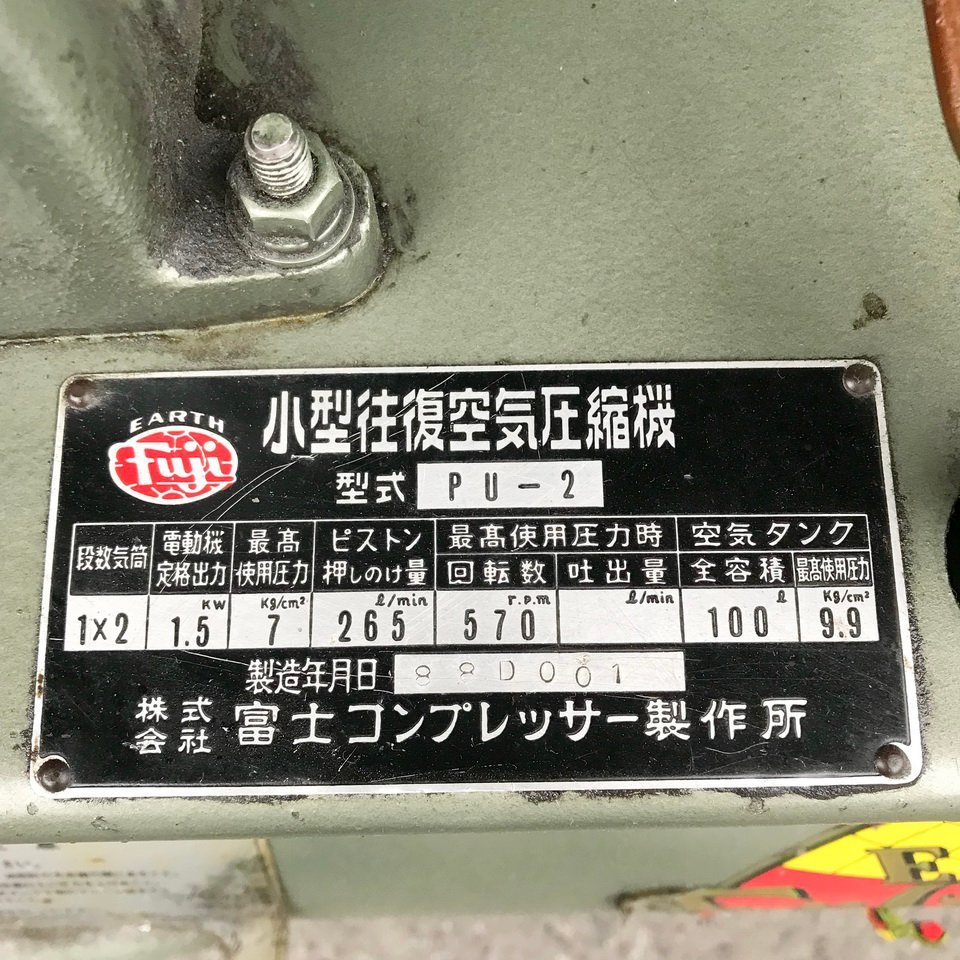 EARTH
fuji
小型往復空気圧縮機
型式 PU-2
段数気筒 電動機定格出力 最高使用圧力 ピストン押しのけ量 最高使用圧力時 空気タンク
回転数 吐出量 全容積 最高使用圧力
KW Kg/cm² ℓ/min r.p.m ℓ/min ℓ Kg/cm²
1×2 1.5 7 265 570 100 9.9
製造年月日 88D001
株式会社 富士コンプレッサー製作所
E